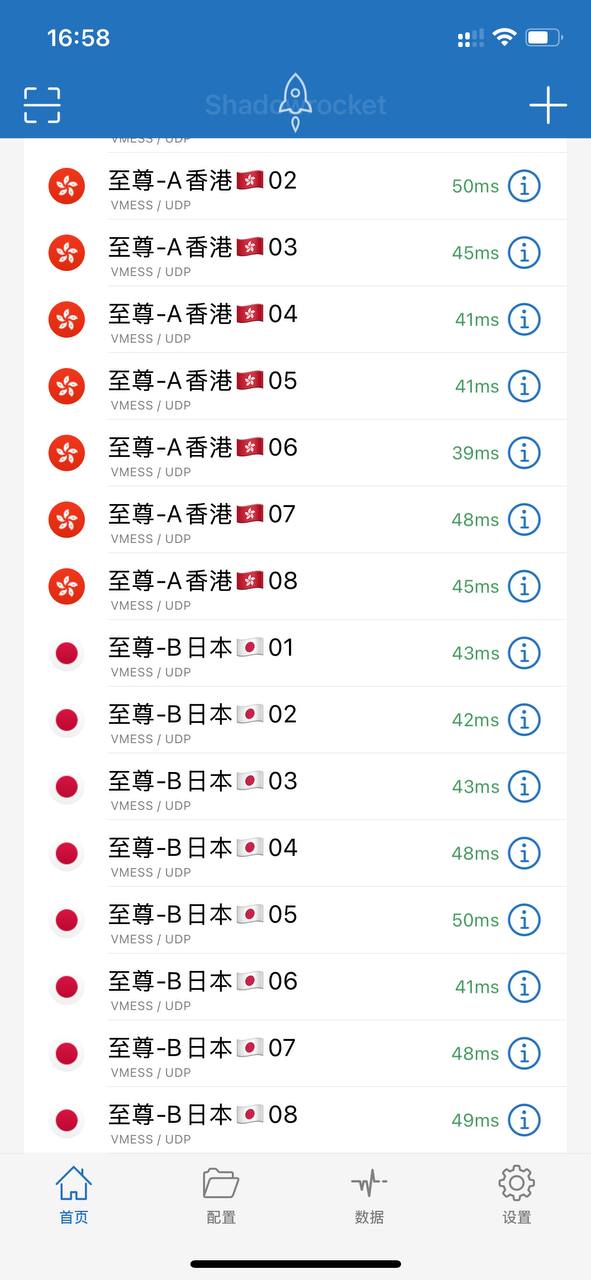 16:58
Shadowrocket
VMESS / UDP
至尊-A香港🇭🇰02
50ms
VMESS / UDP
至尊-A香港🇭🇰03
45ms
VMESS / UDP
至尊-A香港🇭🇰04
41ms
VMESS / UDP
至尊-A香港🇭🇰05
41ms
VMESS / UDP
至尊-A香港🇭🇰06
39ms
VMESS / UDP
至尊-A香港🇭🇰07
48ms
VMESS / UDP
至尊-A香港🇭🇰08
45ms
VMESS / UDP
至尊-B日本🇯🇵01
43ms
VMESS / UDP
至尊-B日本🇯🇵02
42ms
VMESS / UDP
至尊-B日本🇯🇵03
43ms
VMESS / UDP
至尊-B日本🇯🇵04
48ms
VMESS / UDP
至尊-B日本🇯🇵05
50ms
VMESS / UDP
至尊-B日本🇯🇵06
41ms
VMESS / UDP
至尊-B日本🇯🇵07
48ms
VMESS / UDP
至尊-B日本🇯🇵08
49ms
VMESS / UDP
首页
配置
数据
设置